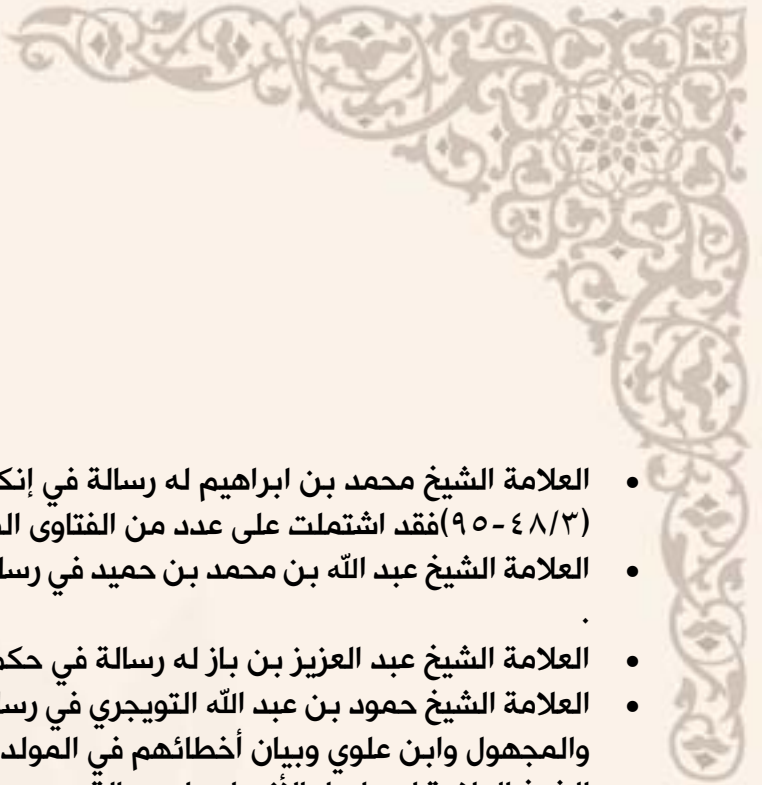 • العلامة الشيخ محمد بن ابراهيم له رسالة في إنك
(٤٨/٣-٩٥)فقد اشتملت على عدد من الفتاوى ال
• العلامة الشيخ عبد الله بن محمد بن حميد في رسا
.
• العلامة الشيخ عبد العزيز بن باز له رسالة في حك
• العلامة الشيخ حمود بن عبد الله التويجري في رسا
والمجهول وابن علوي وبيان أخطائهم في المولد